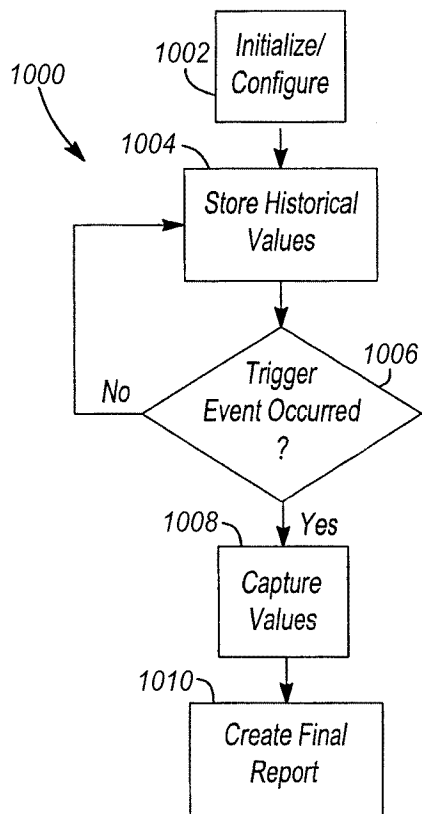 1000
1002
Initialize/
Configure
1004
Store Historical
Values
1006
Trigger
Event Occurred
?
No
Yes
1008
Capture
Values
1010
Create Final
Report